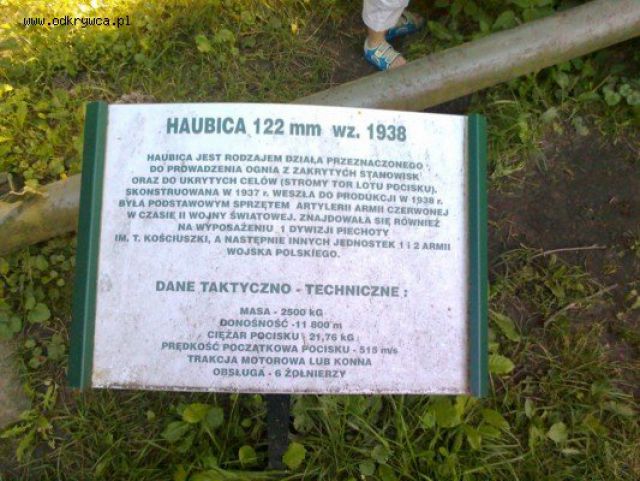 www.odkrywca.pl
HAUBICA 122 mm wz. 1938
HAUBICA JEST RODZAJEM DZIAŁA PRZEZNACZONEGO
DO PROWADZENIA OGNIA Z ZAKRYTYCH STANOWISK
ORAZ DO UKRYTYCH CELÓW (STROMY TOR LOTU POCISKU).
SKONSTRUOWANA W 1937 r. WESZŁA DO PRODUKCJI W 1938 r.
BYŁA PODSTAWOWYM SPRZĘTEM ARTYLERII ARMII CZERWONEJ
W CZASIE II WOJNY ŚWIATOWEJ. ZNAJDOWAŁA SIĘ RÓWNIEŻ
NA WYPOSAŻENIU 1 DYWIZJI PIECHOTY
IM. T. KOŚCIUSZKI, A NASTĘPNIE INNYCH JEDNOSTEK 1 i 2 ARMII
WOJSKA POLSKIEGO.
DANE TAKTYCZNO - TECHNICZNE :
MASA - 2500 kG
DONOŚNOŚĆ -11 800 m
CIĘŻAR POCISKU - 21,76 kG
PRĘDKOŚĆ POCZĄTKOWA POCISKU - 515 m/s
TRAKCJA MOTOROWA LUB KONNA
OBSŁUGA - 6 ŻOŁNIERZY